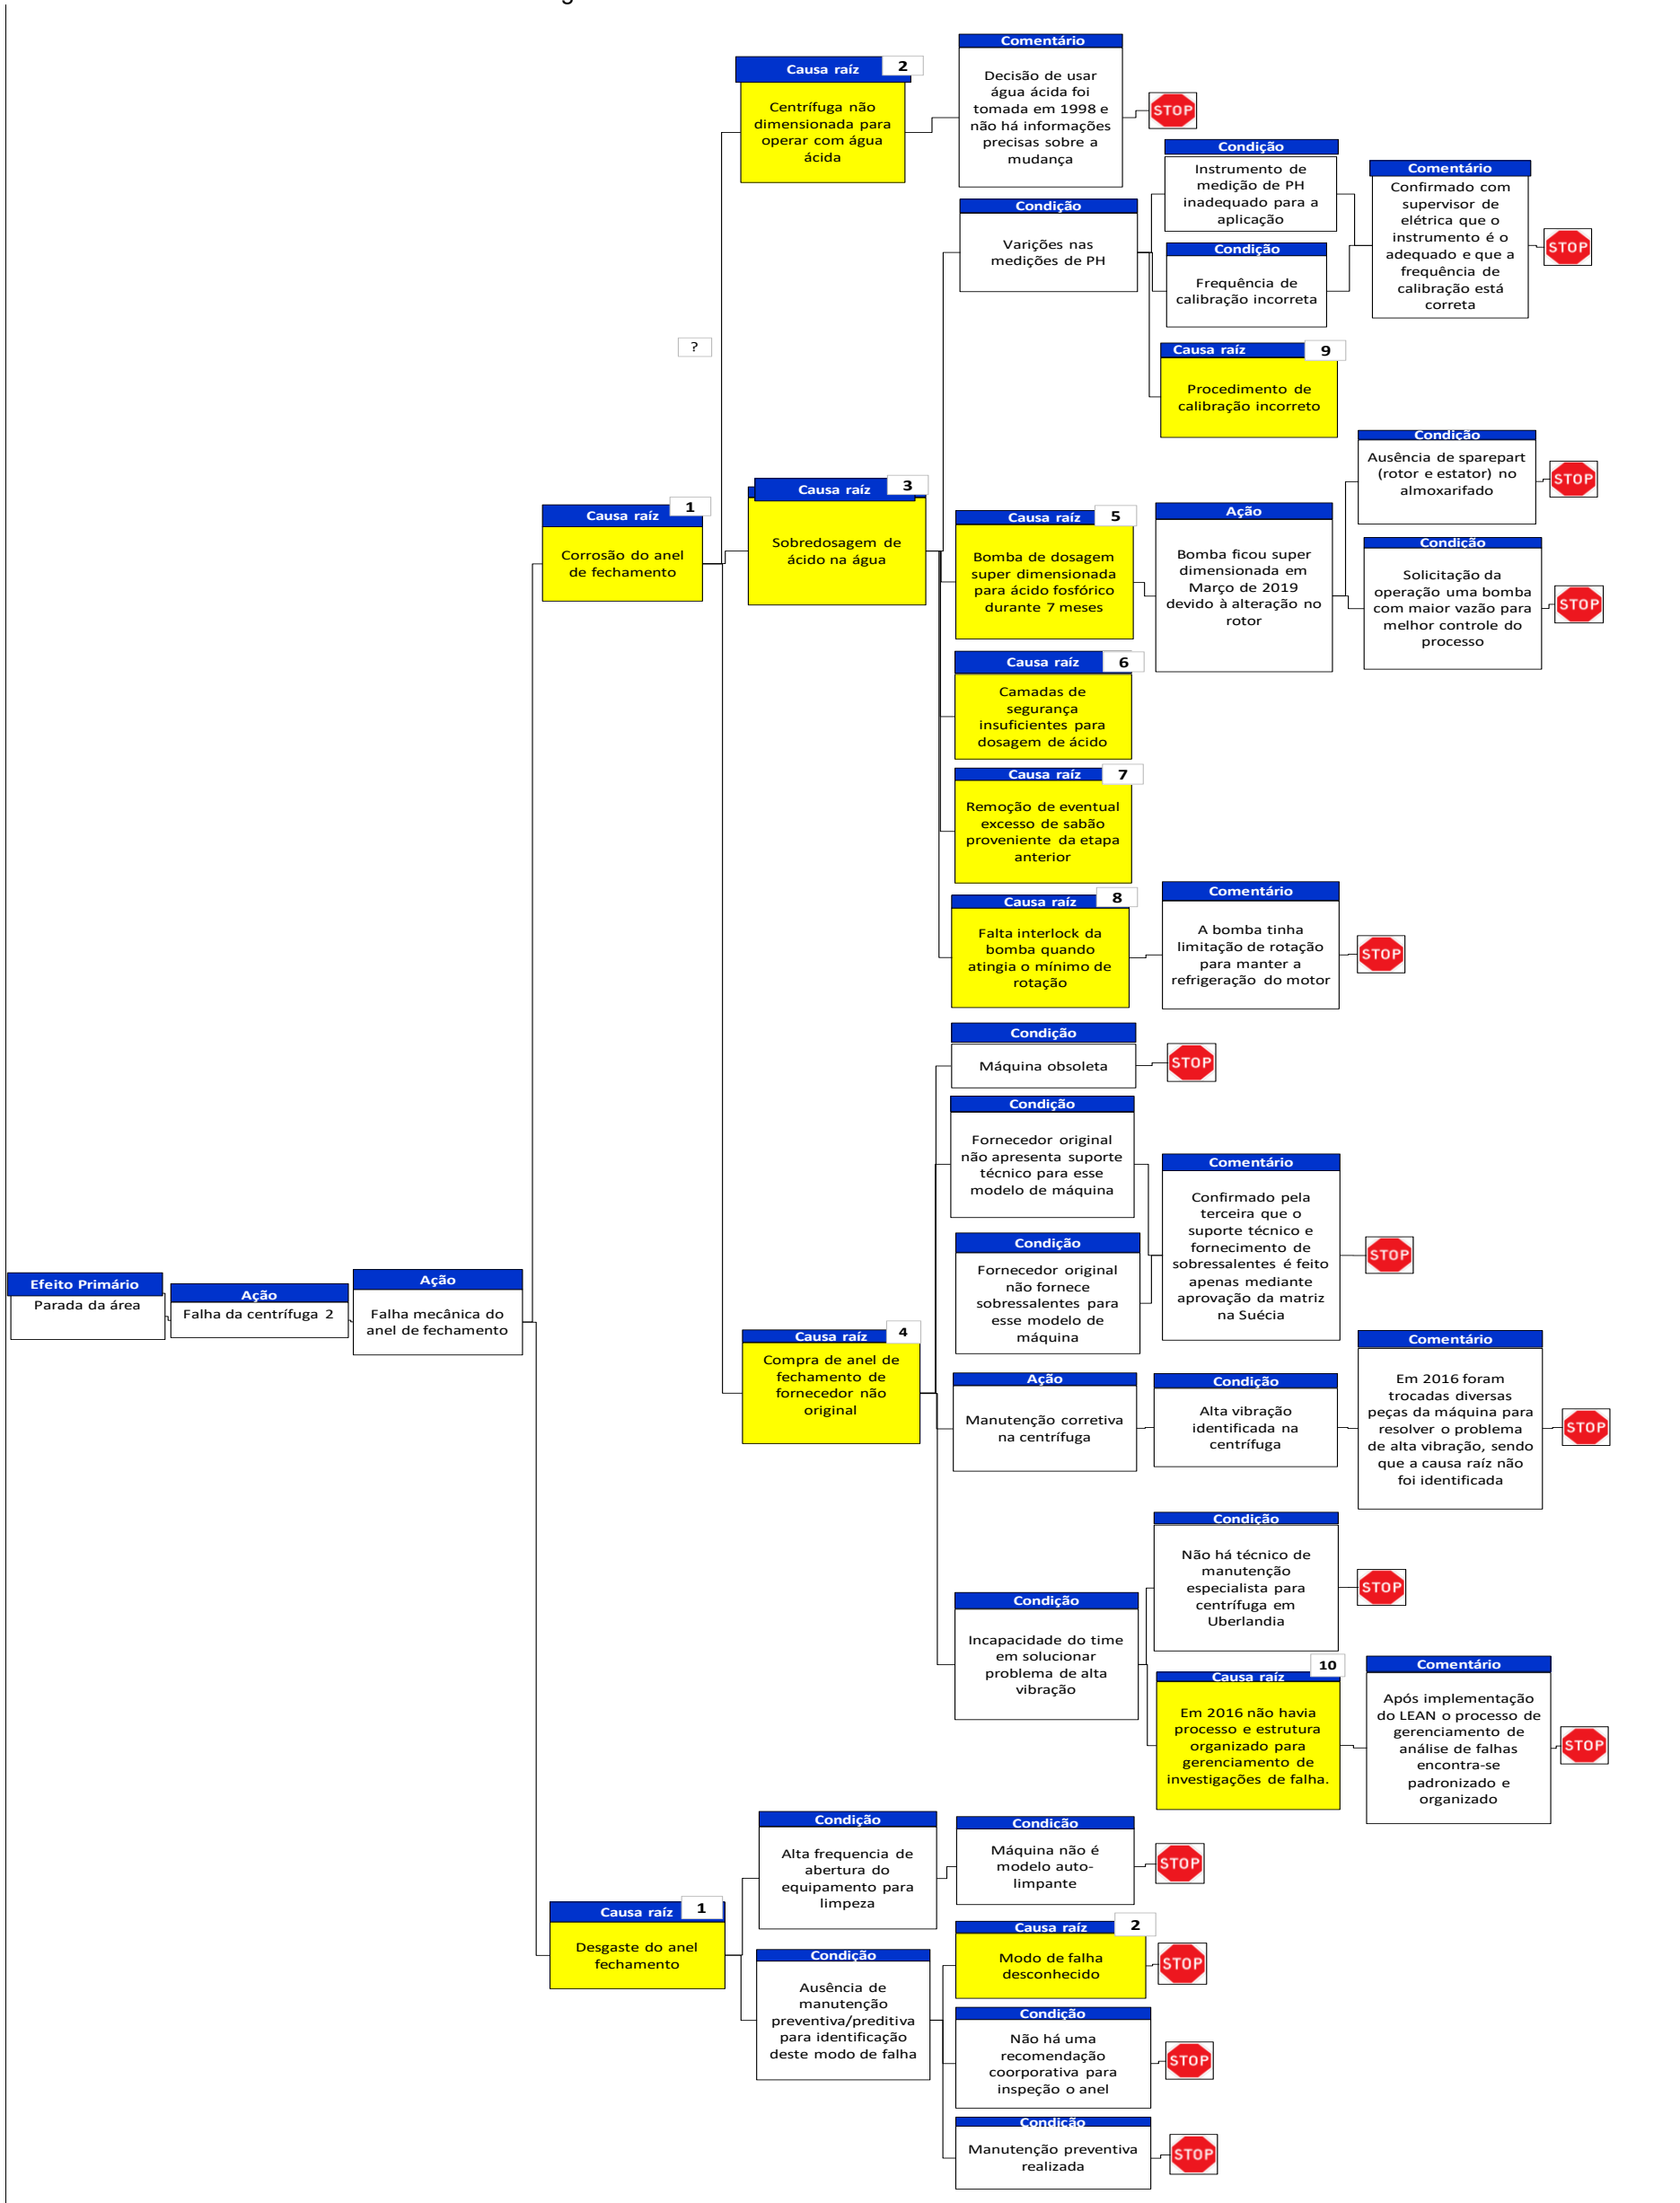 g
Causa raíz
2
Centrífuga não
dimensionada para
operar com água
ácida
Comentário
Decisão de usar
água ácida foi
tomada em 1998 e
não há informações
precisas sobre a
mudança
STOP
Condição
Varições nas
medições de PH
Condição
Instrumento de
medição de PH
inadequado para a
aplicação
Condição
Frequência de
calibração incorreta
Comentário
Confirmado com
supervisor de
elétrica que o
instrumento é o
adequado e que a
frequência de
calibração está
correta
STOP
?
Causa raíz
9
Procedimento de
calibração incorreto
Causa raíz
1
Corrosão do anel
de fechamento
Causa raíz
3
Sobredosagem de
ácido na água
Causa raíz
5
Bomba de dosagem
super dimensionada
para ácido fosfórico
durante 7 meses
Ação
Bomba ficou super
dimensionada em
Março de 2019
devido à alteração no
rotor
Condição
Ausência de sparepart
(rotor e estator) no
almoxarifado
STOP
Condição
Solicitação da
operação uma bomba
com maior vazão para
melhor controle do
processo
STOP
Causa raíz
6
Camadas de
segurança
insuficientes para
dosagem de ácido
Causa raíz
7
Remoção de eventual
excesso de sabão
proveniente da etapa
anterior
Causa raíz
8
Falta interlock da
bomba quando
atingia o mínimo de
rotação
Comentário
A bomba tinha
limitação de rotação
para manter a
refrigeração do motor
STOP
Condição
Máquina obsoleta
STOP
Condição
Fornecedor original
não apresenta suporte
técnico para esse
modelo de máquina
Condição
Fornecedor original
não fornece
sobressalentes para
esse modelo de
máquina
Comentário
Confirmado pela
terceira que o
suporte técnico e
fornecimento de
sobressalentes é feito
apenas mediante
aprovação da matriz
na Suécia
STOP
Efeito Primário
Parada da área
Ação
Falha da centrífuga 2
Ação
Falha mecânica do
anel de fechamento
Causa raíz
4
Compra de anel de
fechamento de
fornecedor não
original
Ação
Manutenção corretiva
na centrífuga
Condição
Alta vibração
identificada na
centrífuga
Comentário
Em 2016 foram
trocadas diversas
peças da máquina para
resolver o problema
de alta vibração, sendo
que a causa raíz não
foi identificada
STOP
Condição
Incapacidade do time
em solucionar
problema de alta
vibração
Condição
Não há técnico de
manutenção
especialista para
centrífuga em
Uberlandia
STOP
Causa raíz
10
Em 2016 não havia
processo e estrutura
organizado para
gerenciamento de
investigações de falha.
Comentário
Após implementação
do LEAN o processo de
gerenciamento de
análise de falhas
encontra-se
padronizado e
organizado
STOP
Causa raíz
1
Desgaste do anel
fechamento
Condição
Alta frequencia de
abertura do
equipamento para
limpeza
Condição
Máquina não é
modelo auto-
limpante
STOP
Condição
Ausência de
manutenção
preventiva/preditiva
para identificação
deste modo de falha
Causa raíz
2
Modo de falha
desconhecido
STOP
Condição
Não há uma
recomendação
coorporativa para
inspeção o anel
STOP
Condição
Manutenção preventiva
realizada
STOP